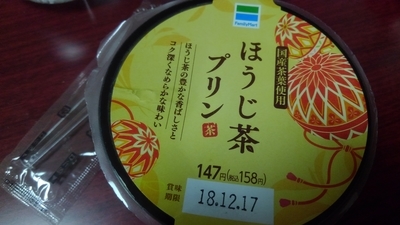 FamilyMart
国産茶葉使用
ほうじ茶
プリン
茶
ほうじ茶の豊かな香ばしさと
コク深くなめらかな味わい
147円(税込158円)
賞味
期限
18.12.17